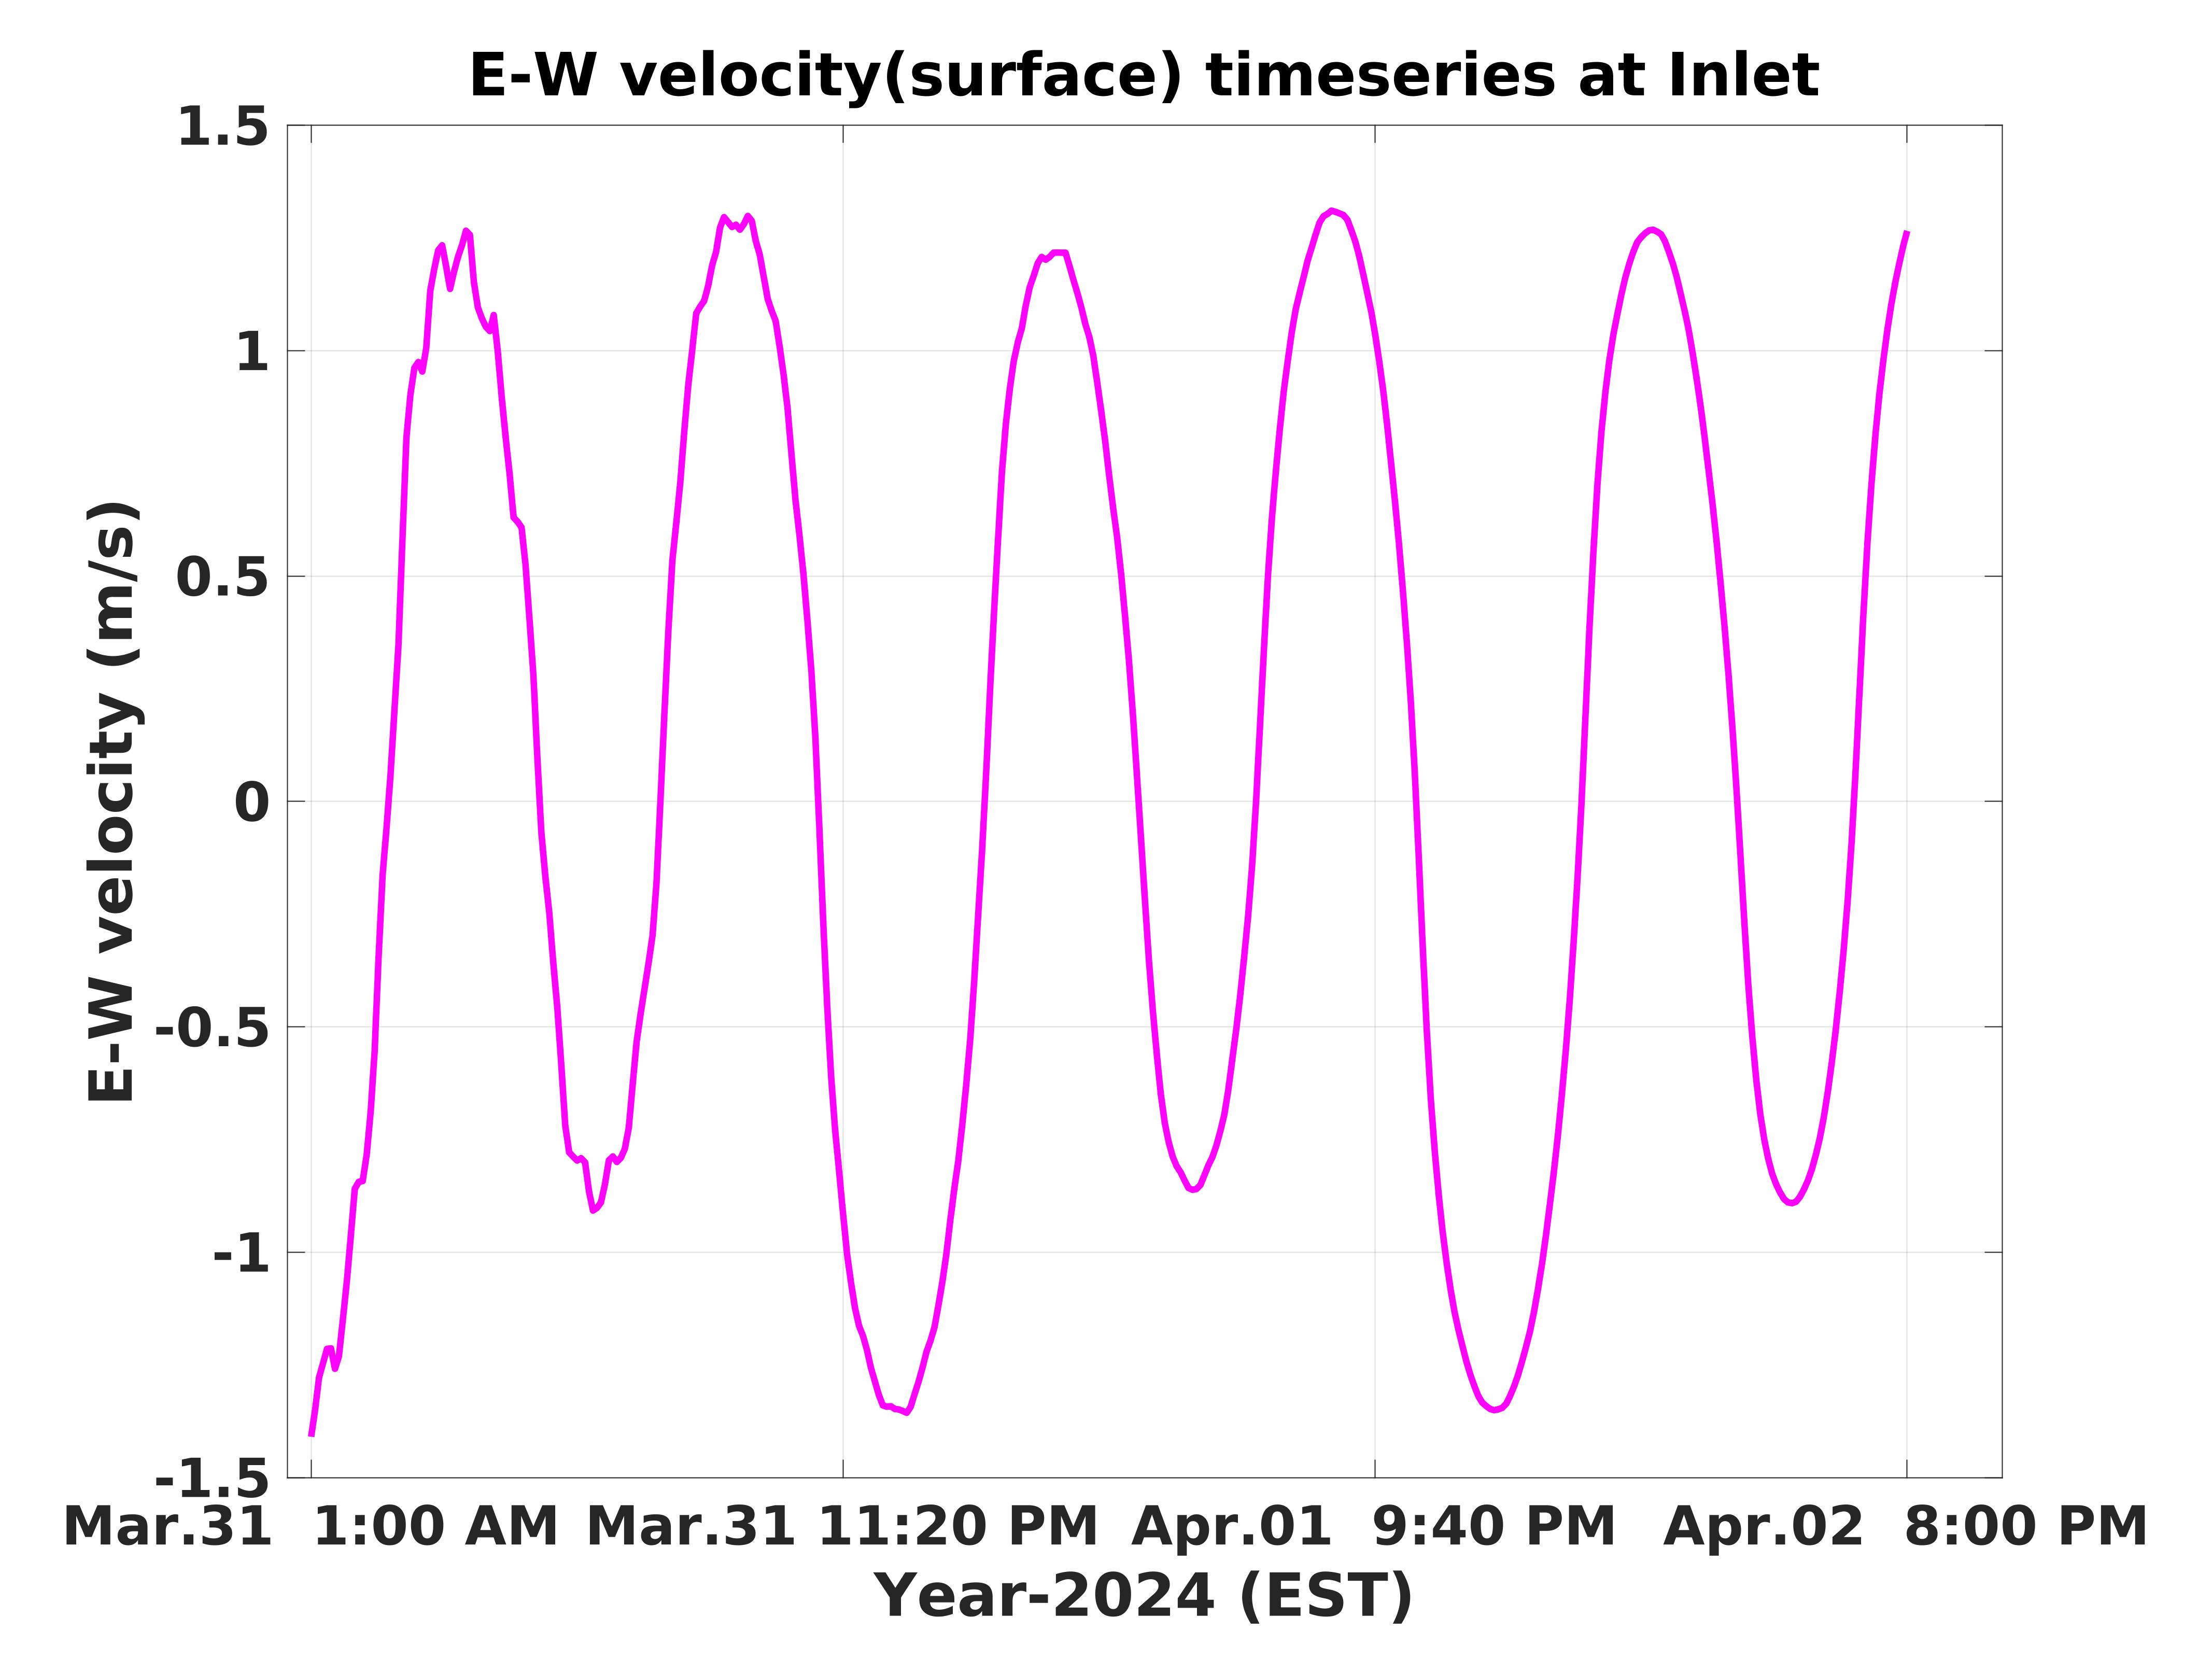 E-W velocity(surface) timeseries at Inlet
E-W velocity (m/s)
1.5
1
0.5
0
-0.5
-1
-1.5
Mar.31  1:00 AM Mar.31 11:20 PM Apr.01  9:40 PM Apr.02  8:00 PM
Year-2024 (EST)